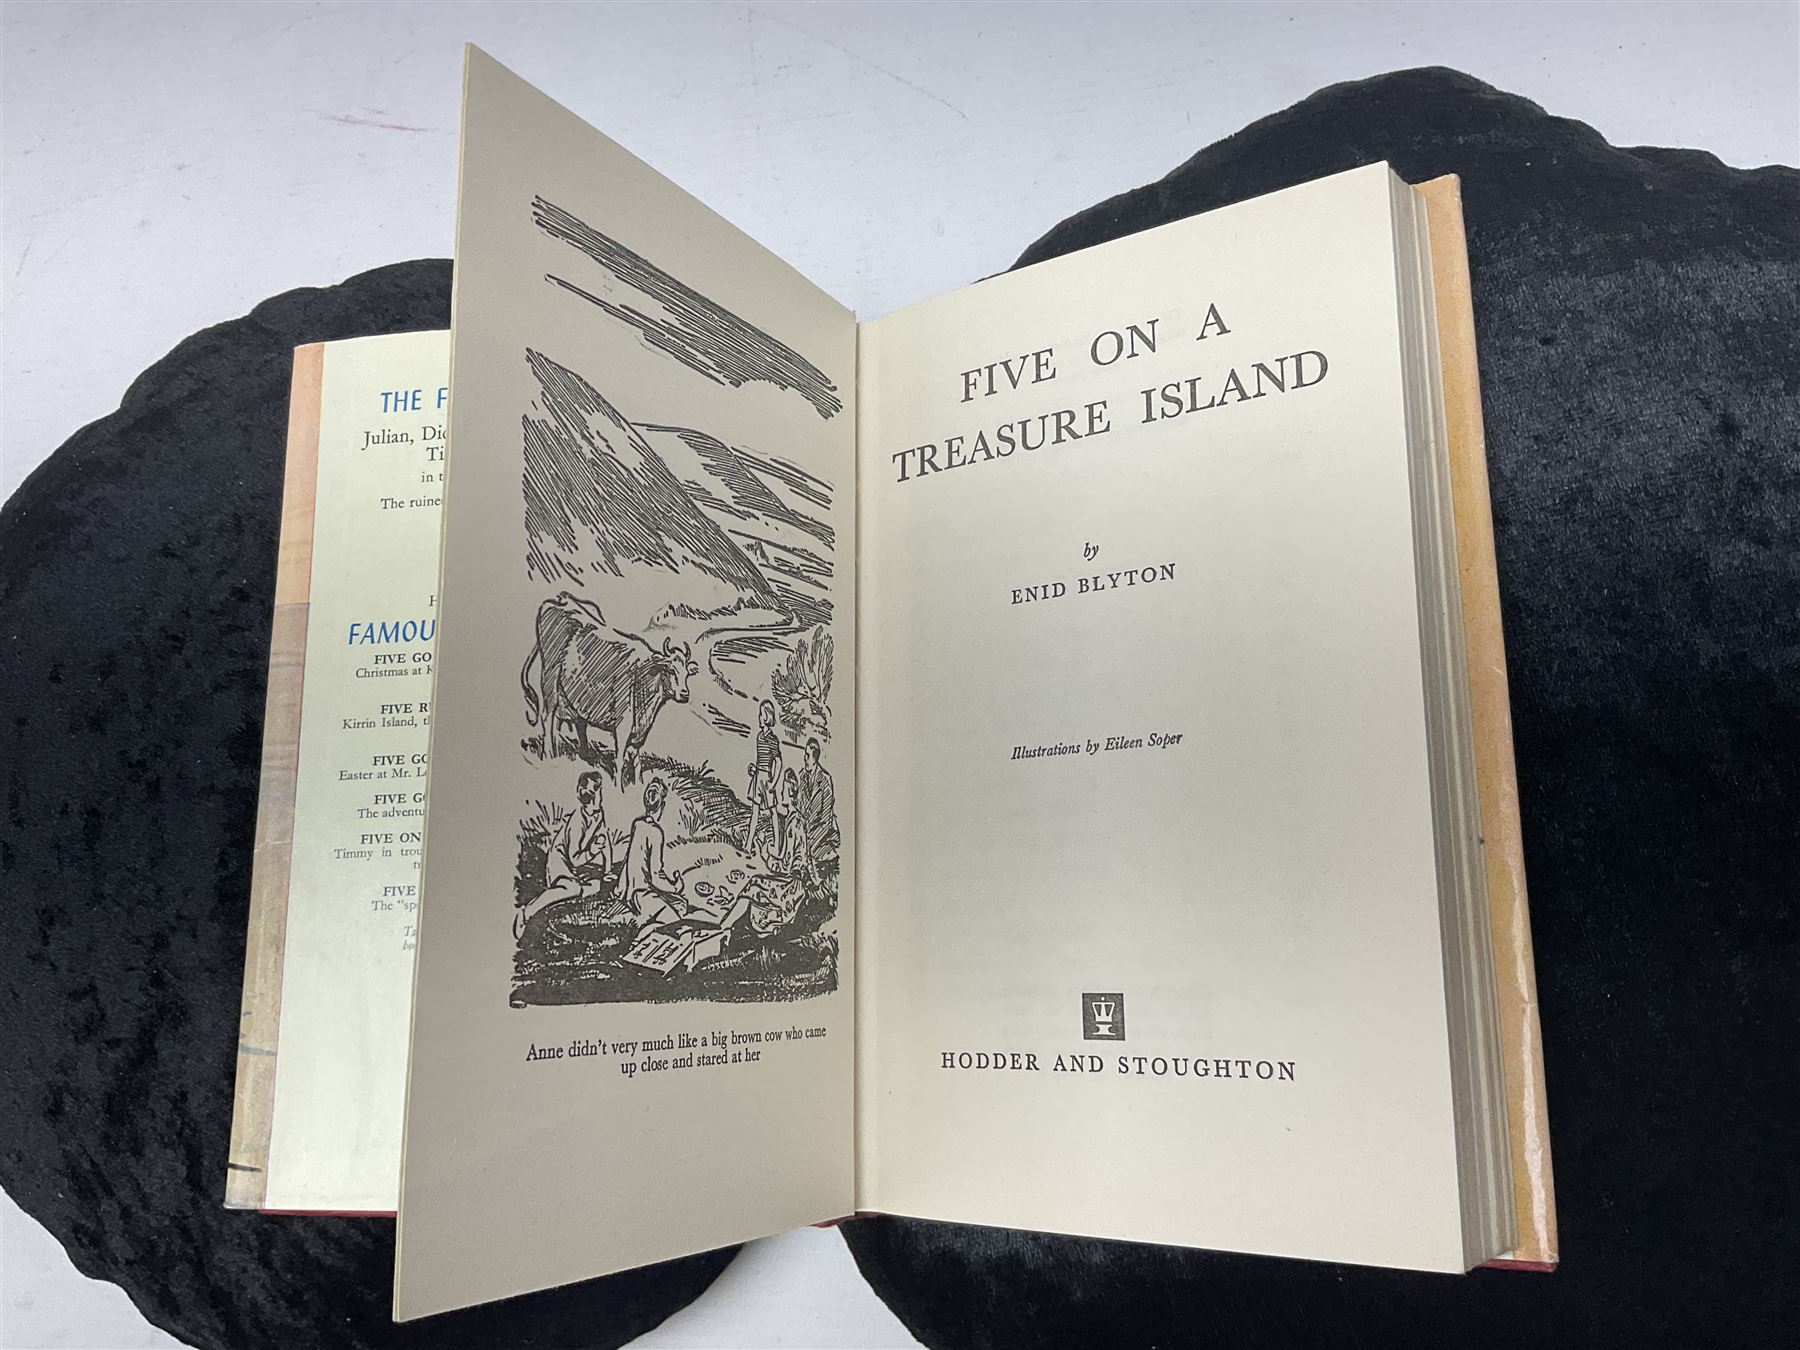 THE F
Julian, Dic
Ti
in t
The ruine
H
FAMOU
FIVE GO
Christmas at K
FIVE RU
Kirrin Island, th
FIVE GO
Easter at Mr. L
FIVE GO
The adventu
FIVE ON
Timmy in trou
FIVE
The "sp
Anne didn't very much like a big brown cow who came
up close and stared at her
FIVE ON A
TREASURE ISLAND
by
ENID BLYTON
Illustrations by Eileen Soper
HODDER AND STOUGHTON